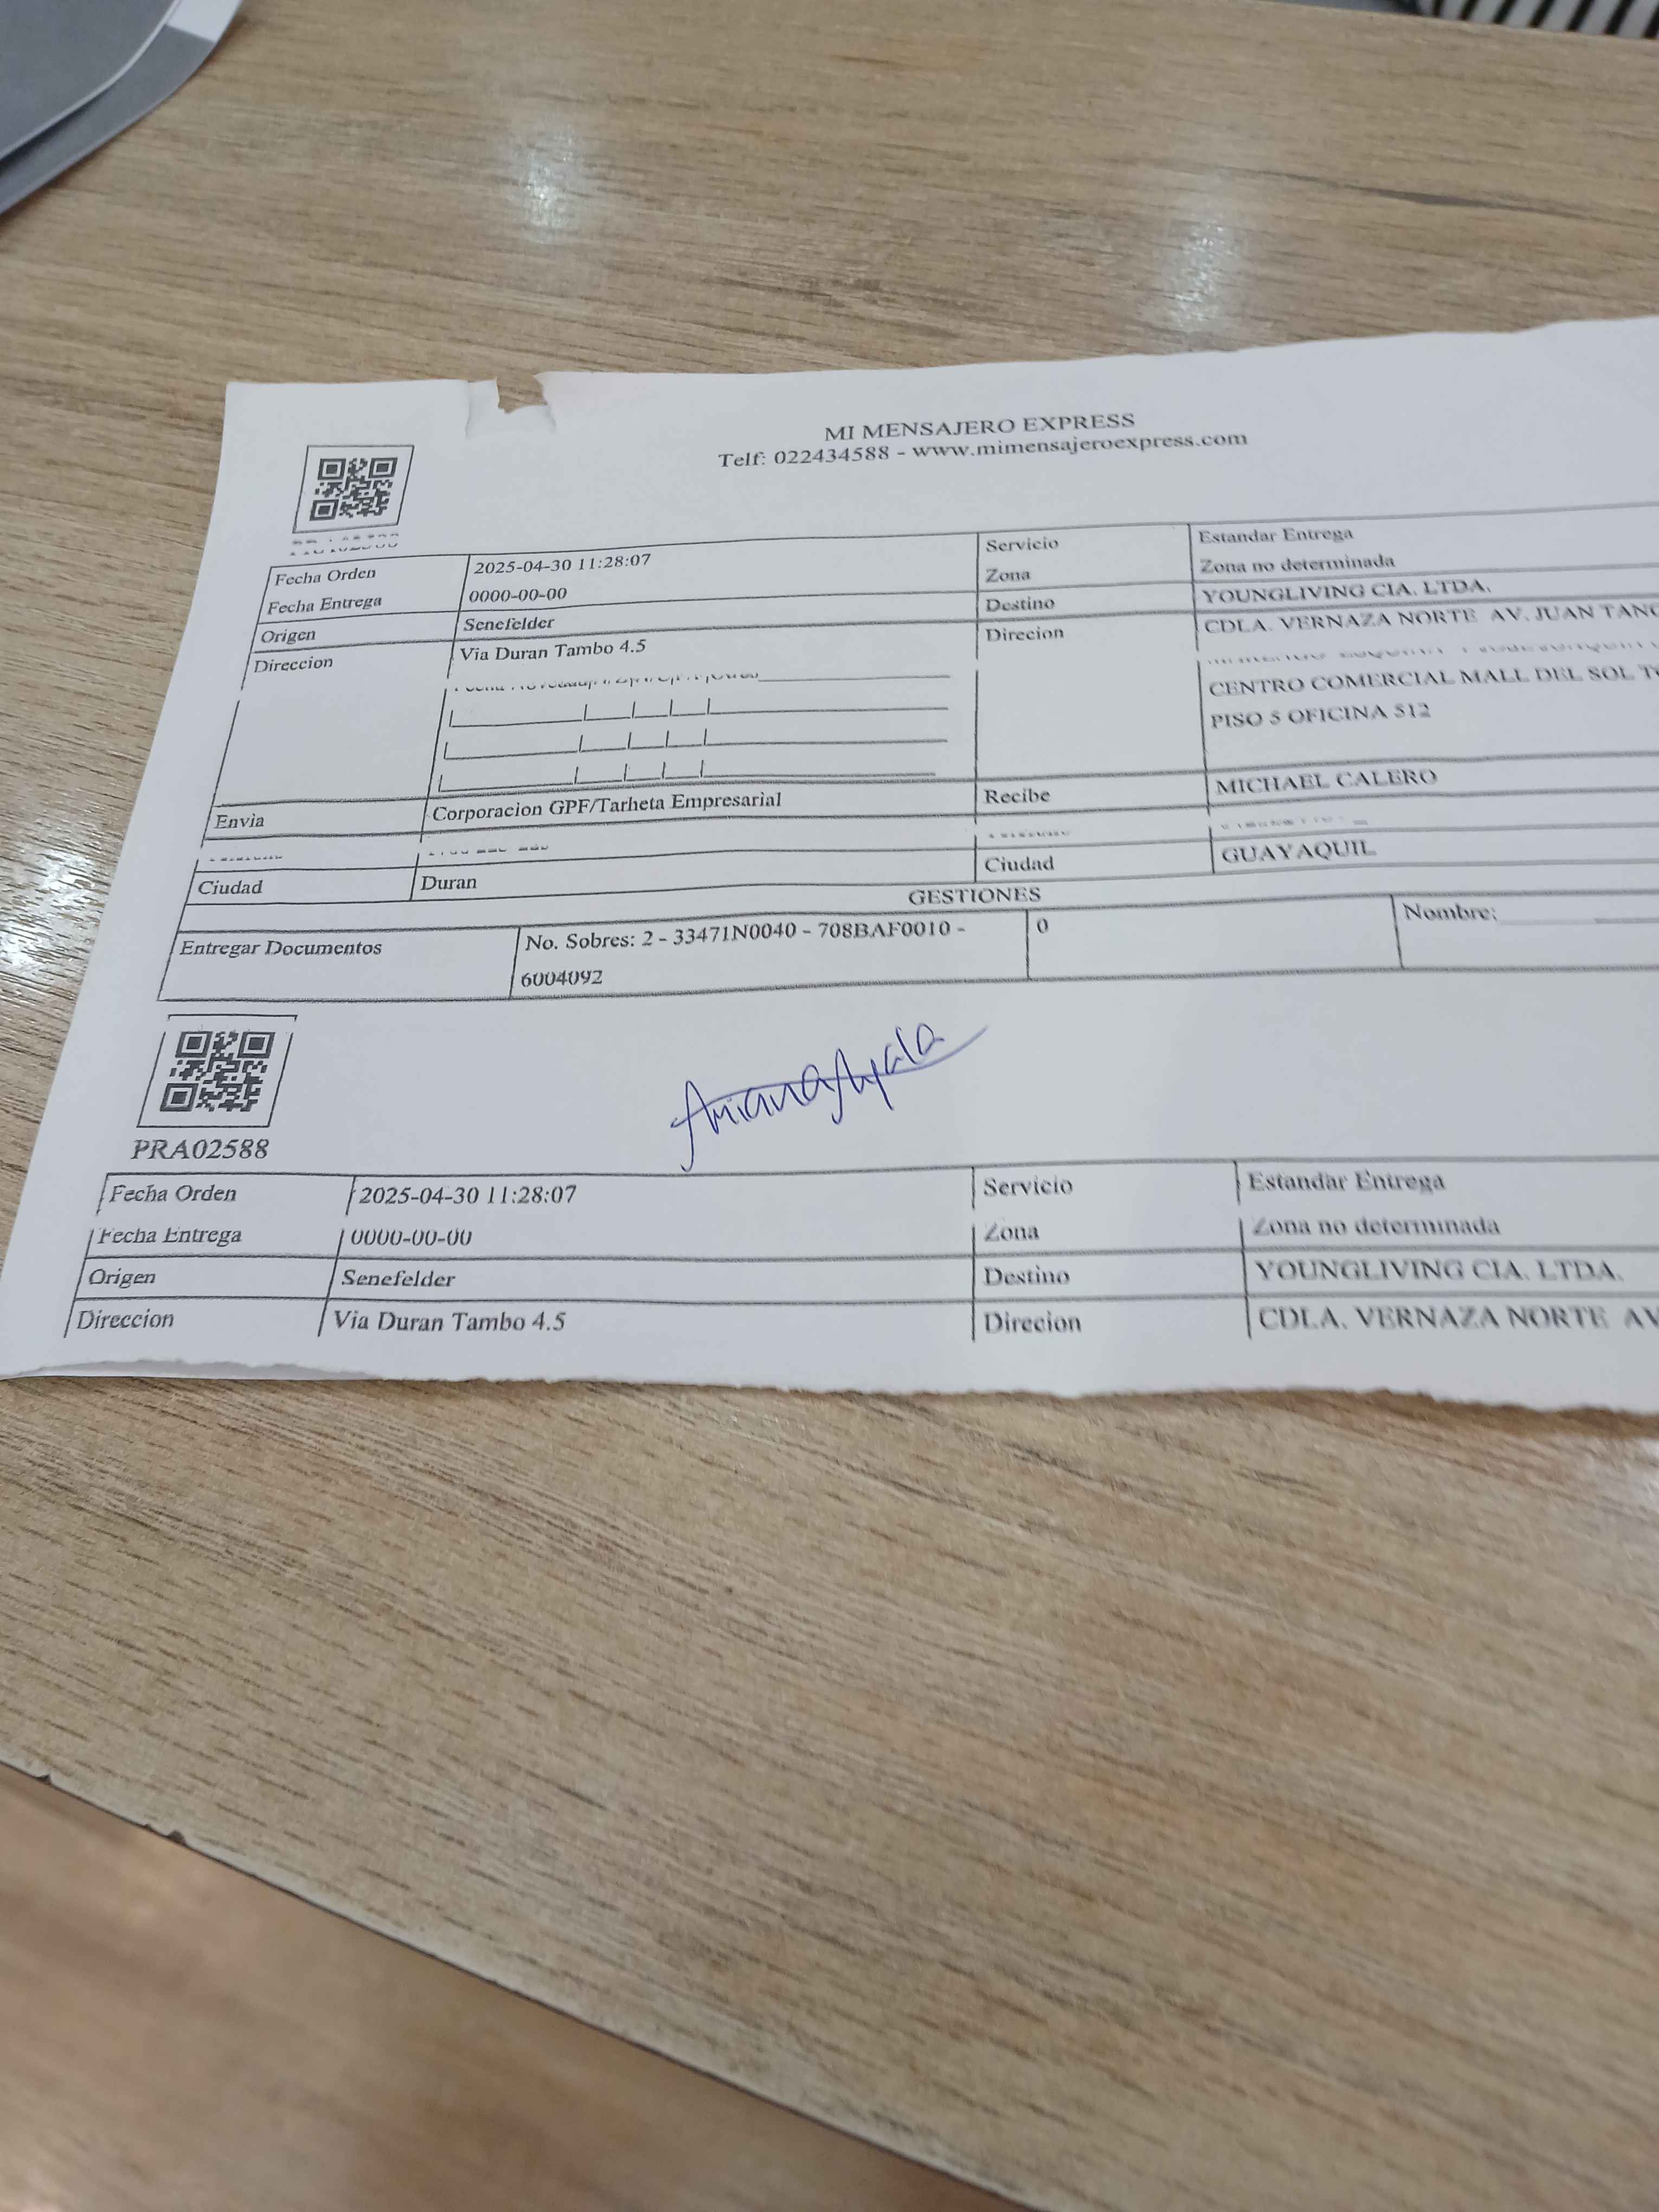 MI MENSAJERO EXPRESS
Telf: 022434588 - www.mimensajeroexpress.com
Fecha Orden 2025-04-30 11:28:07 Servicio Estandar Entrega
Fecha Entrega 0000-00-00 Zona Zona no determinada
Origen Senefelder Destino YOUNGLIVING CIA. LTDA.
Direccion Via Duran Tambo 4.5 Direcion CDLA. VERNAZA NORTE AV. JUAN TANC
CENTRO COMERCIAL MALL DEL SOL
PISO 5 OFICINA 512
Envia Corporacion GPF/Tarheta Empresarial Recibe MICHAEL CALERO
Ciudad Duran Ciudad GUAYAQUIL
GESTIONES
Entregar Documentos No. Sobres: 2 - 33471N0040 - 708BAF0010 - 0 Nombre:
6004092
Ariana Ayala
PRA02588
Fecha Orden 2025-04-30 11:28:07 Servicio Estandar Entrega
Fecha Entrega 0000-00-00 Zona Zona no determinada
Origen Senefelder Destino YOUNGLIVING CIA. LTDA.
Direccion Via Duran Tambo 4.5 Direcion CDLA. VERNAZA NORTE AV